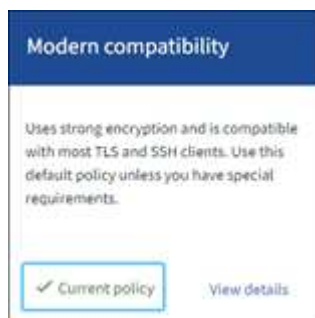 Modern compatibility
Uses strong encryption and is compatible
with most TLS and SSH clients. Use this
default policy unless you have special
requirements.
✓ Current policy
View details